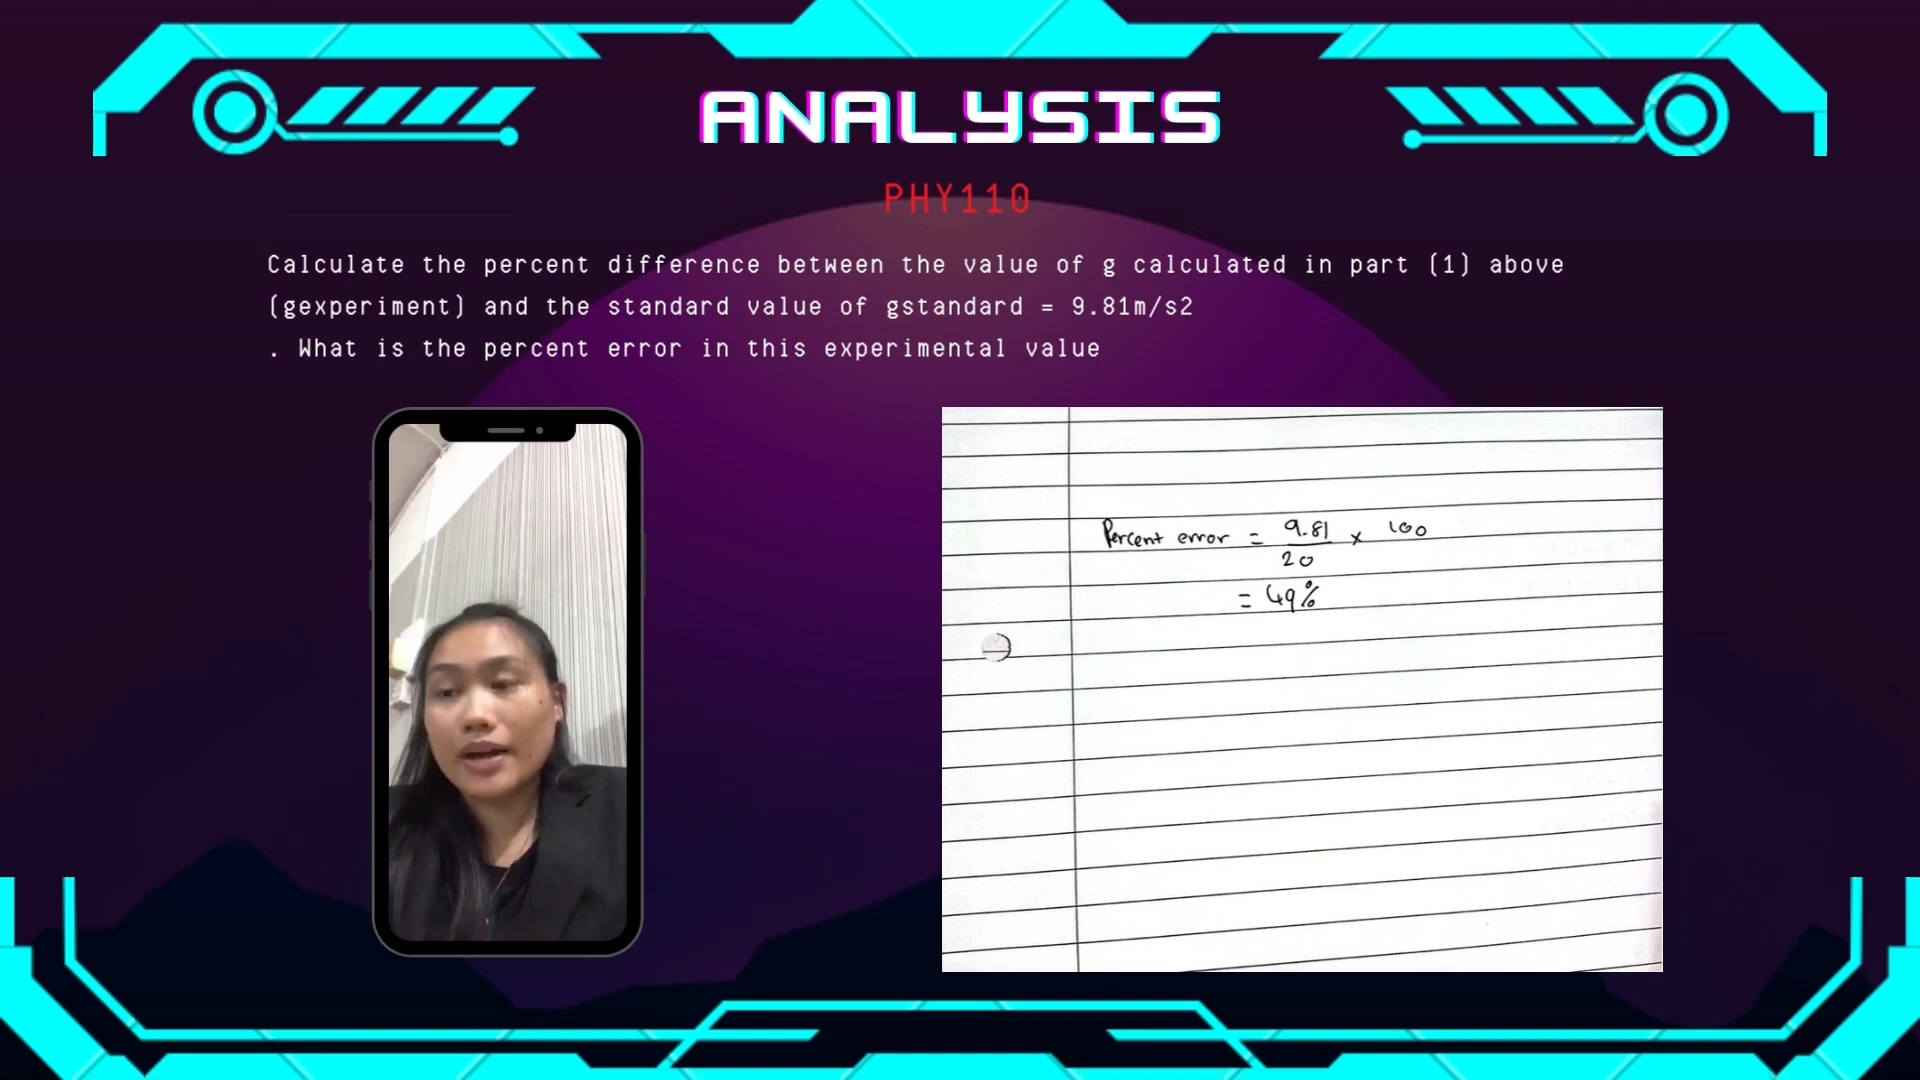 ANALYSIS
PHY110
Calculate the percent difference between the value of g calculated in part (1) above
(gexperiment) and the standard value of gstandard = 9.81m/s2
. What is the percent error in this experimental value
Percent error = 9.81 × 100
20
= 49%